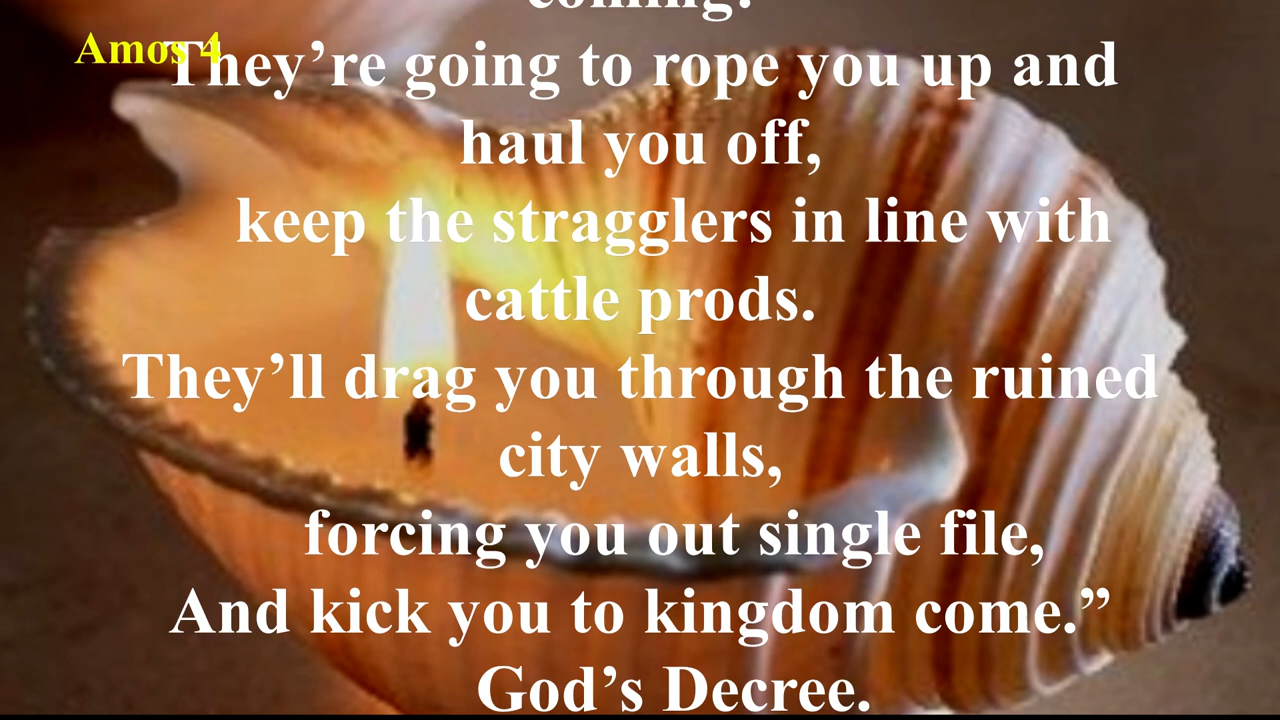 coming!
Amos 4
They’re going to rope you up and
haul you off,
keep the stragglers in line with
cattle prods.
They’ll drag you through the ruined
city walls,
forcing you out single file,
And kick you to kingdom come.”
God’s Decree.